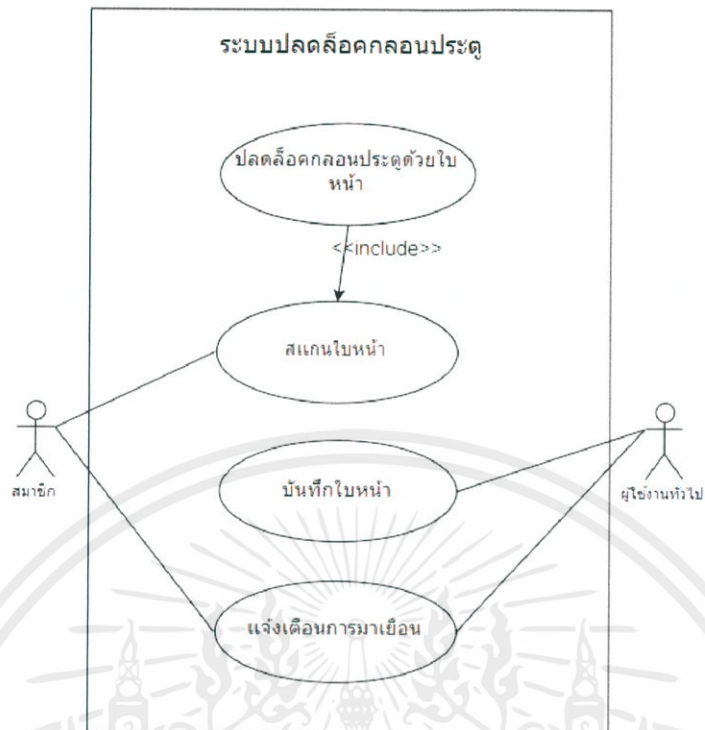 ระบบปลดล็อคกลอนประตู
ปลดล็อคกลอนประตูด้วยใบ
หน้า
<<include>>
สแกนใบหน้า
บันทึกใบหน้า
แจ้งเตือนการมาเยือน
สมาชิก
ผู้ใช้งานทั่วไป